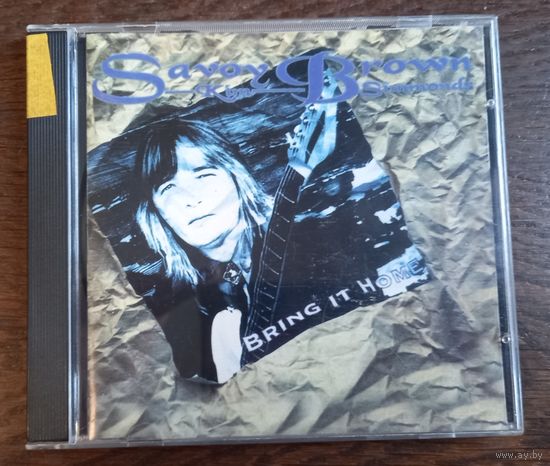 Savoy Brown
Kim Simmonds
BRING IT HOME
www.ay.by